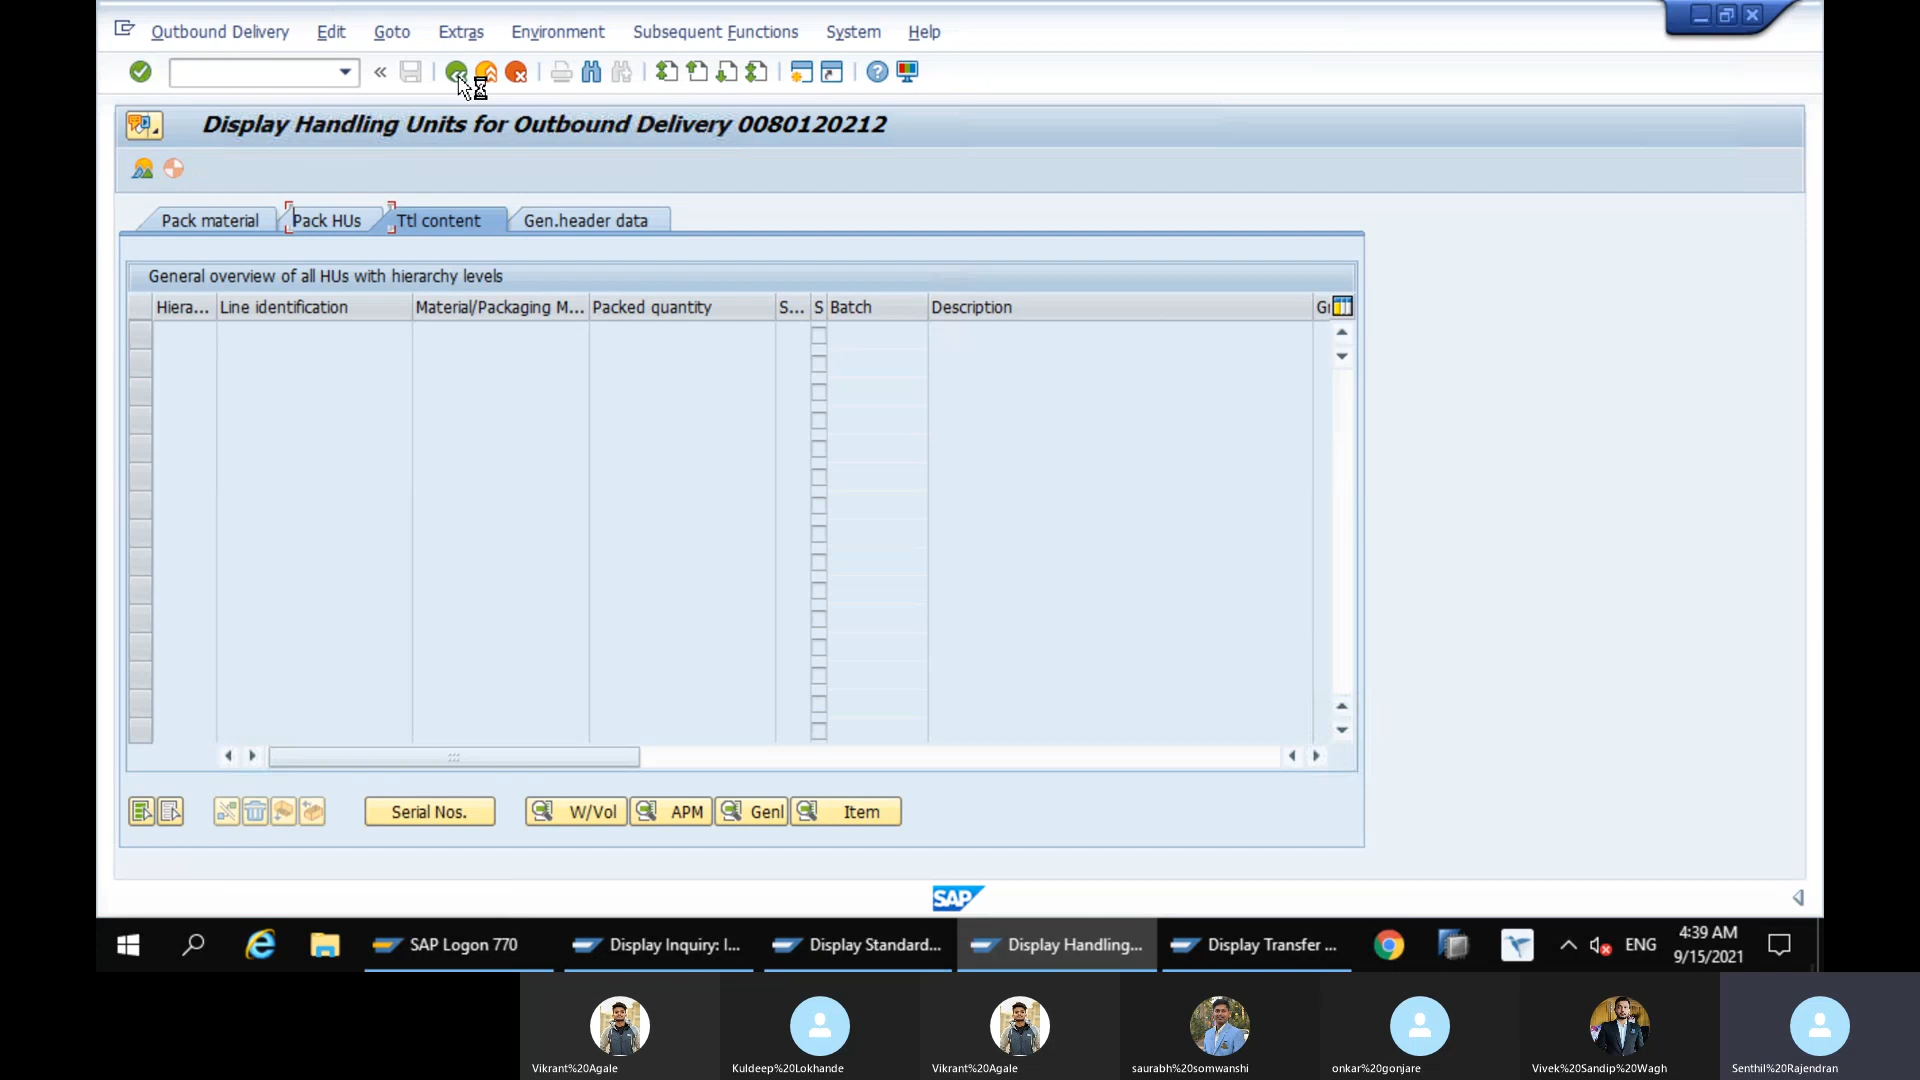 Outbound Delivery Edit Goto Extras Environment Subsequent Functions System Help
Display Handling Units for Outbound Delivery 0080120212
Pack material Pack HUs Ttl content Gen.header data
General overview of all HUs with hierarchy levels
Hiera... Line identification Material/Packaging M... Packed quantity S... S Batch Description
Serial Nos. W/Vol APM Genl Item
SAP
SAP Logon 770 Display Inquiry: I... Display Standard... Display Handling... Display Transfer ... ENG 4:39 AM
9/15/2021
Vikrant%20Agale Kuldeep%20Lokhande Vikrant%20Agale saurabh%20somwanshi onkar%20gonjare Vivek%20Sandip%20Wagh Senthil%20Rajendran